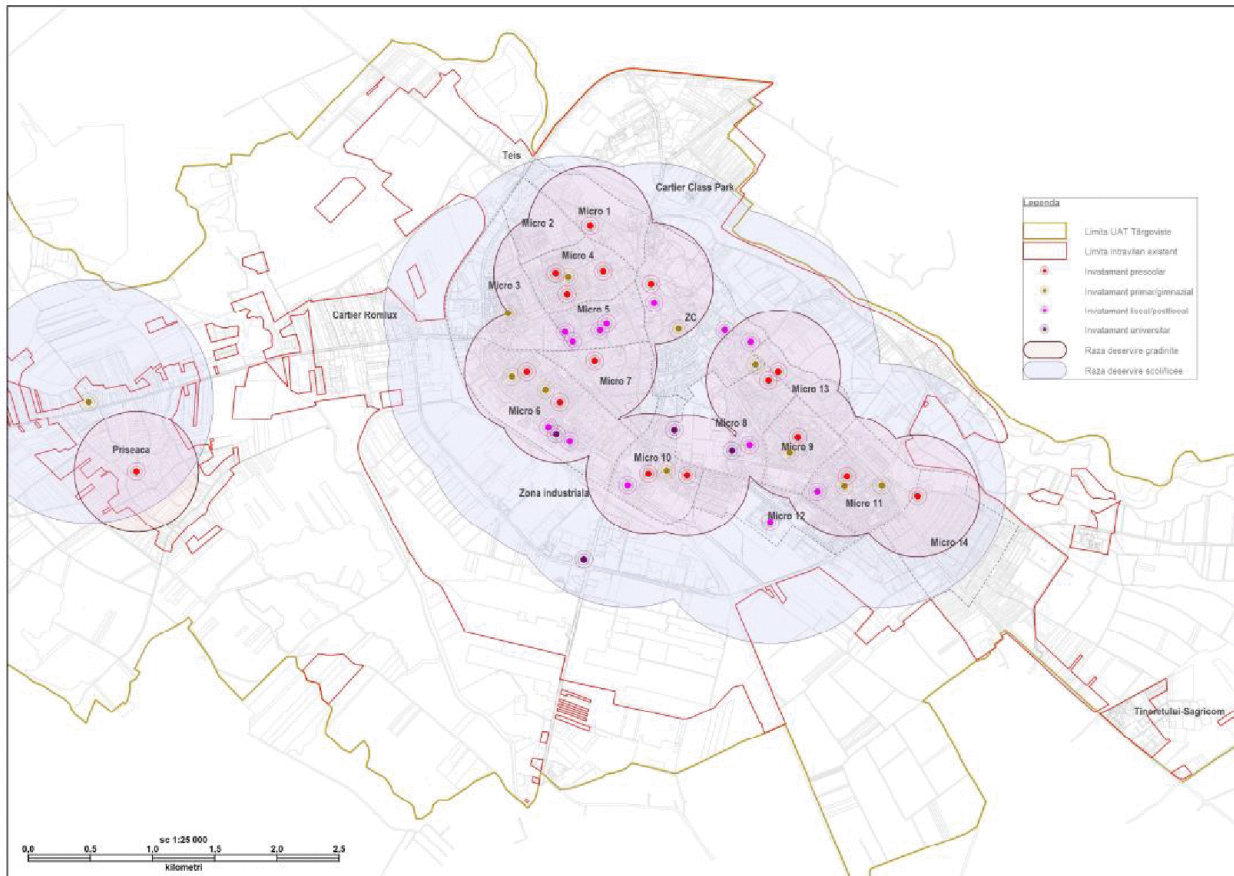 Teis
Cartier Class Park
Micro 1
Micro 2
Micro 4
Micro 3
Micro 5
ZC
Cartier Romlux
Micro 7
Micro 13
Micro 6
Micro 8
Micro 9
Priseaca
Micro 10
Zona industriala
Micro 11
Micro 12
Micro 14
Tineretului-Sagricom
Legenda
Limita UAT Târgoviste
Limita intravilan existent
Invatamant prescolar
Invatamant primar/gimnazial
Invatamant liceal/postliceal
Invatamant universitar
Raza deservire gradinite
Raza deservire
sc 1:25 000
0,0 0,5 1,0 1,5 2,0 2,5
kilometri